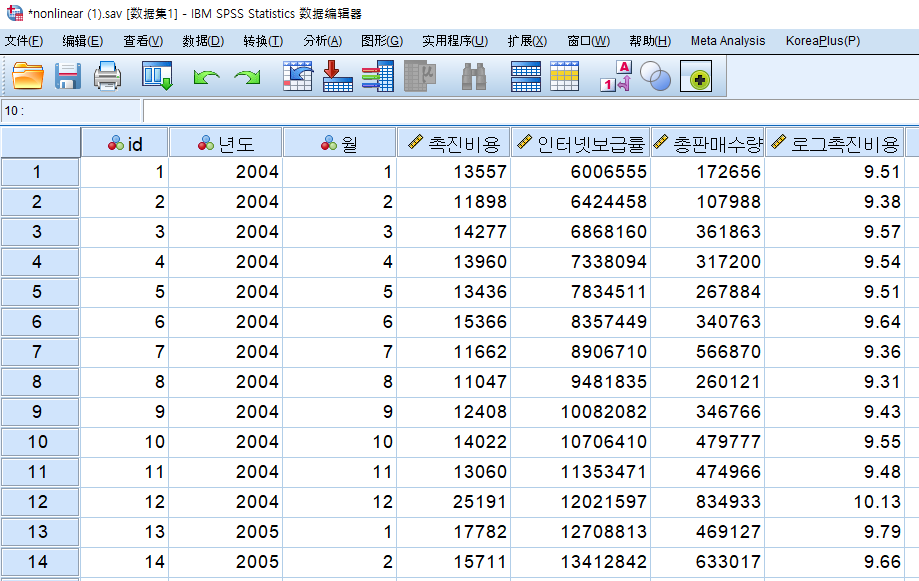 *nonlinear (1).sav [数据集1] - IBM SPSS Statistics 数据编辑器
文件(F) 编辑(E) 查看(V) 数据(D) 转换(T) 分析(A) 图形(G) 实用程序(U) 扩展(X) 窗口(W) 帮助(H) Meta Analysis KoreaPlus(P)
10 :
id 년도 월 촉진비용 인터넷보급률 총판매수량 로그촉진비용
1 1 2004 1 13557 6006555 172656 9.51
2 2 2004 2 11898 6424458 107988 9.38
3 3 2004 3 14277 6868160 361863 9.57
4 4 2004 4 13960 7338094 317200 9.54
5 5 2004 5 13436 7834511 267884 9.51
6 6 2004 6 15366 8357449 340763 9.64
7 7 2004 7 11662 8906710 566870 9.36
8 8 2004 8 11047 9481835 260121 9.31
9 9 2004 9 12408 10082082 346766 9.43
10 10 2004 10 14022 10706410 479777 9.55
11 11 2004 11 13060 11353471 474966 9.48
12 12 2004 12 25191 12021597 834933 10.13
13 13 2005 1 17782 12708813 469127 9.79
14 14 2005 2 15711 13412842 633017 9.66